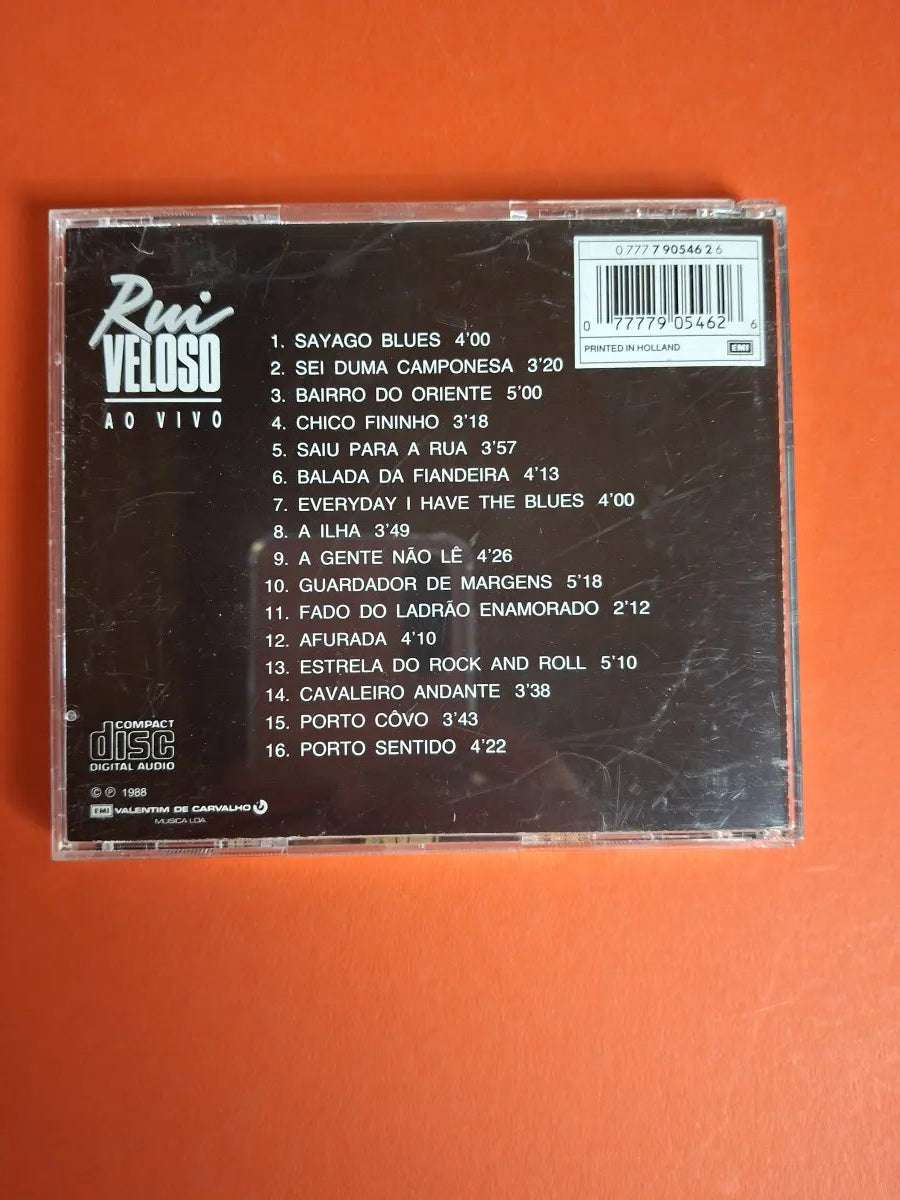 0 777 7 90546 2 6
0 77779 05462 6
PRINTED IN HOLLAND EMI
Rui
VELOSO
AO VIVO
1. SAYAGO BLUES 4'00
2. SEI DUMA CAMPONESA 3'20
3. BAIRRO DO ORIENTE 5'00
4. CHICO FININHO 3'18
5. SAIU PARA A RUA 3'57
6. BALADA DA FIANDEIRA 4'13
7. EVERYDAY I HAVE THE BLUES 4'00
8. A ILHA 3'49
9. A GENTE NÃO LÊ 4'26
10. GUARDADOR DE MARGENS 5'18
11. FADO DO LADRÃO ENAMORADO 2'12
12. AFURADA 4'10
13. ESTRELA DO ROCK AND ROLL 5'10
14. CAVALEIRO ANDANTE 3'38
15. PORTO CÔVO 3'43
16. PORTO SENTIDO 4'22
COMPACT
disc
DIGITAL AUDIO
© ℗ 1988
EMI VALENTIM DE CARVALHO
MUSICA LDA.